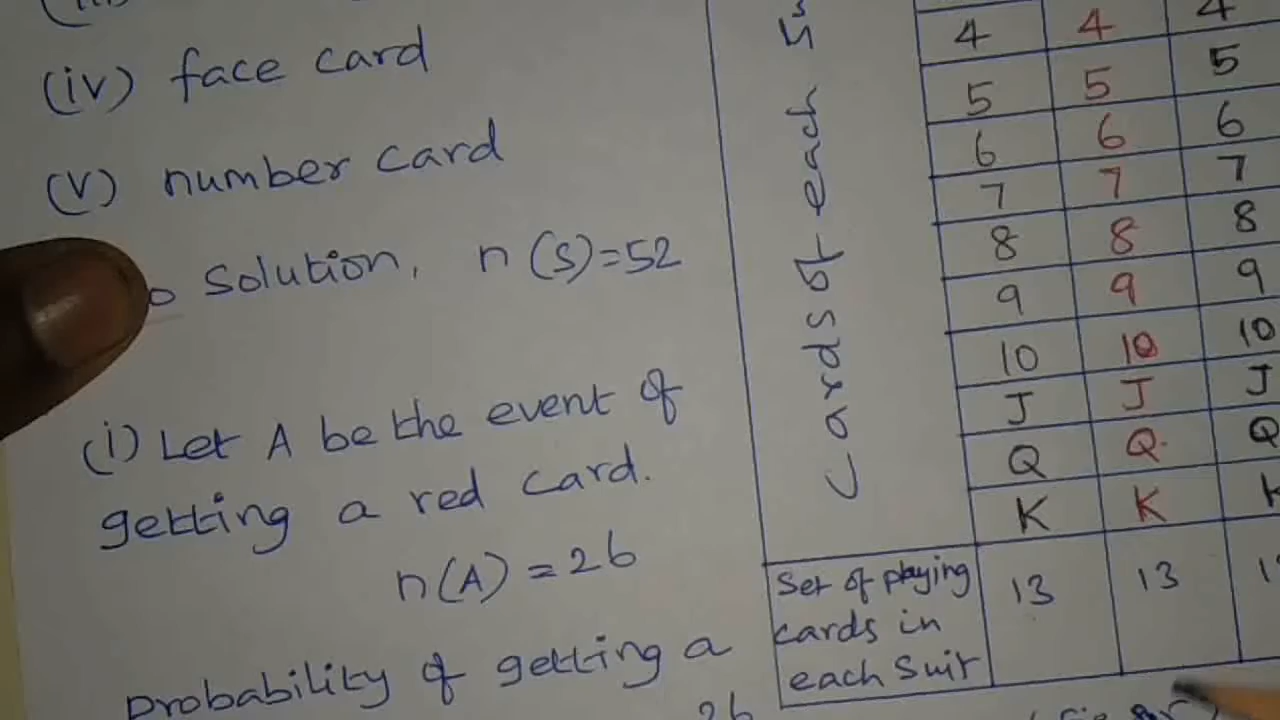 (iv) face card
(v) number card
Solution, n(S)=52
(i) Let A be the event of
getting a red card.
n(A) = 26
Probability of getting a
26
Cards of each
4 4 4
5 5 5
6 6 6
7 7 7
8 8 8
9 9 9
10 10 10
J J J
Q Q Q
K K K
Set of playing
cards in
each Suit
13 13